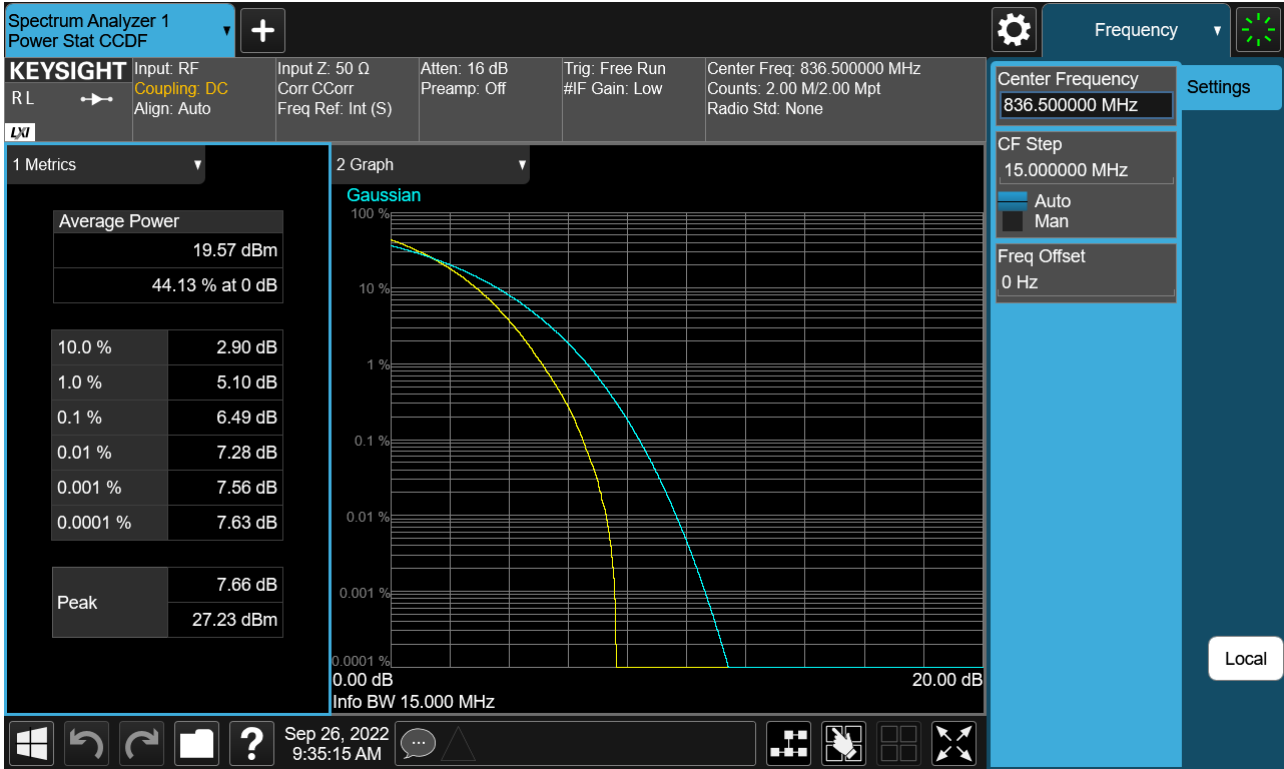 Spectrum Analyzer 1
Power Stat CCDF
Frequency
KEYSIGHT
R L
LXI
Input: RF
Coupling: DC
Align: Auto
Input Z: 50 Ω
Corr CCorr
Freq Ref: Int (S)
Atten: 16 dB
Preamp: Off
Trig: Free Run
#IF Gain: Low
Center Freq: 836.500000 MHz
Counts: 2.00 M/2.00 Mpt
Radio Std: None
Center Frequency
836.500000 MHz
Settings
CF Step
15.000000 MHz
Auto
Man
Freq Offset
0 Hz
1 Metrics
Average Power
19.57 dBm
44.13 % at 0 dB
10.0 % 2.90 dB
1.0 % 5.10 dB
0.1 % 6.49 dB
0.01 % 7.28 dB
0.001 % 7.56 dB
0.0001 % 7.63 dB
Peak
7.66 dB
27.23 dBm
2 Graph
Gaussian
100 %
10 %
1 %
0.1 %
0.01 %
0.001 %
0.0001 %
0.00 dB 20.00 dB
Info BW 15.000 MHz
Local
?
Sep 26, 2022
9:35:15 AM